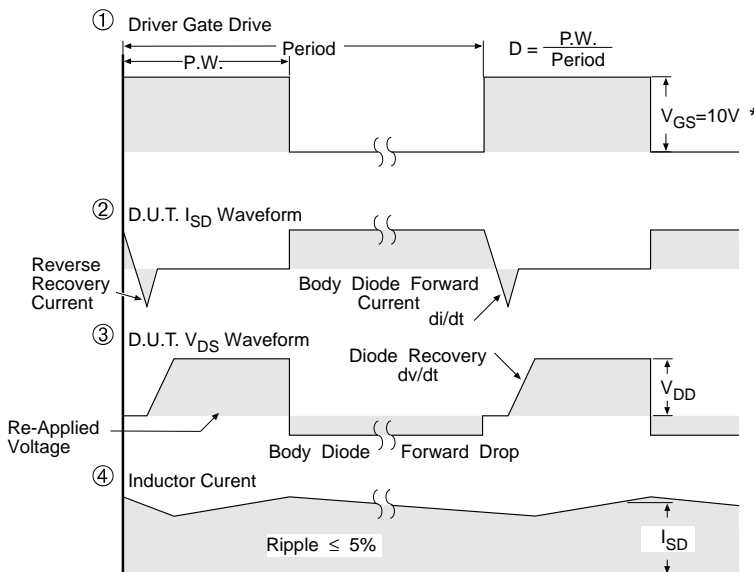 ① Driver Gate Drive
P.W.
Period
D = P.W.
Period
V_GS=10V *
② D.U.T. I_SD Waveform
Reverse
Recovery
Current
Body Diode Forward
Current
di/dt
③ D.U.T. V_DS Waveform
Diode Recovery
dv/dt
V_DD
Re-Applied
Voltage
Body Diode Forward Drop
④ Inductor Curent
Ripple ≤ 5%
I_SD